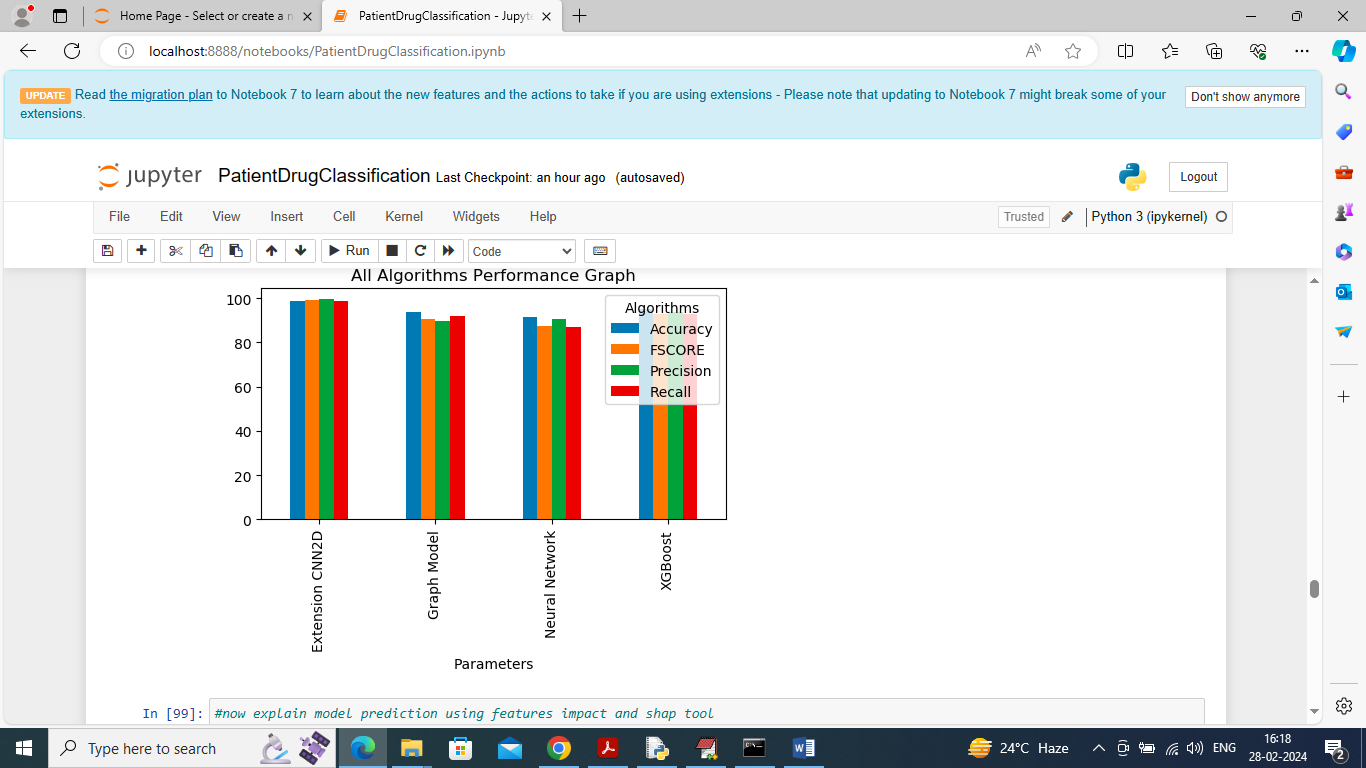 Home Page - Select or create a n
PatientDrugClassification - Jupyte
localhost:8888/notebooks/PatientDrugClassification.ipynb
UPDATE Read the migration plan to Notebook 7 to learn about the new features and the actions to take if you are using extensions - Please note that updating to Notebook 7 might break some of your
extensions.
Don't show anymore
jupyter PatientDrugClassification Last Checkpoint: an hour ago (autosaved)
Logout
File Edit View Insert Cell Kernel Widgets Help
Trusted Python 3 (ipykernel)
Run Code
All Algorithms Performance Graph
100
80
60
40
20
0
Algorithms
Accuracy
FSCORE
Precision
Recall
Extension CNN2D
Graph Model
Neural Network
XGBoost
Parameters
In [99]: #now explain model prediction using features impact and shap tool
Type here to search
24°C Haze
ENG
16:18
28-02-2024
2